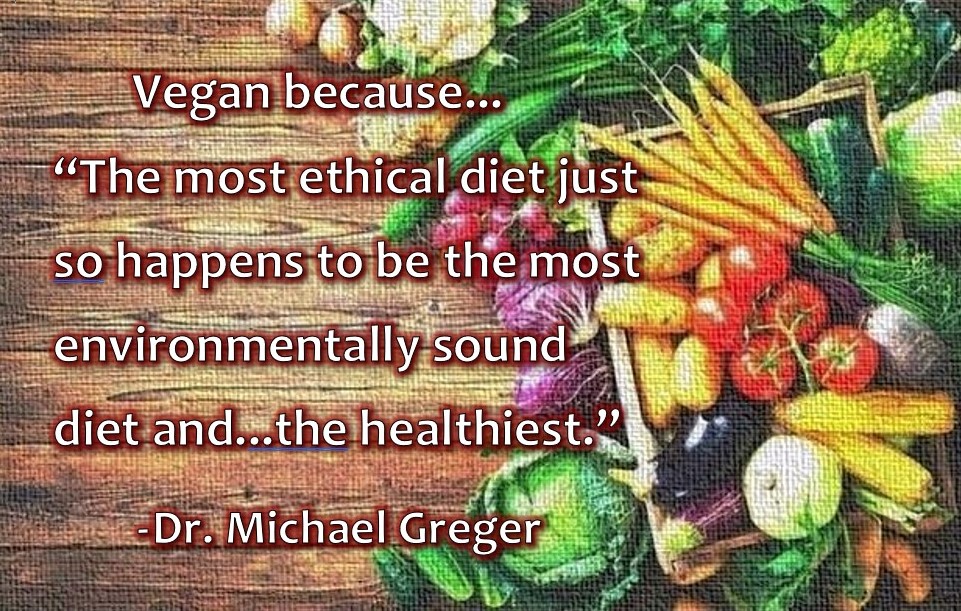 Vegan because...
“The most ethical diet just
so happens to be the most
environmentally sound
diet and...the healthiest.”
-Dr. Michael Greger